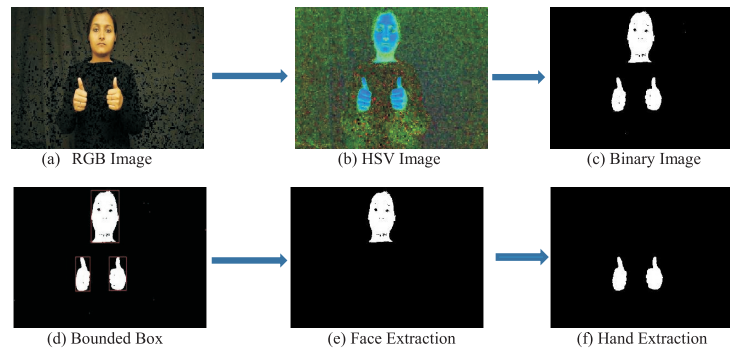 (a) RGB Image
(b) HSV Image
(c) Binary Image
(d) Bounded Box
(e) Face Extraction
(f) Hand Extraction